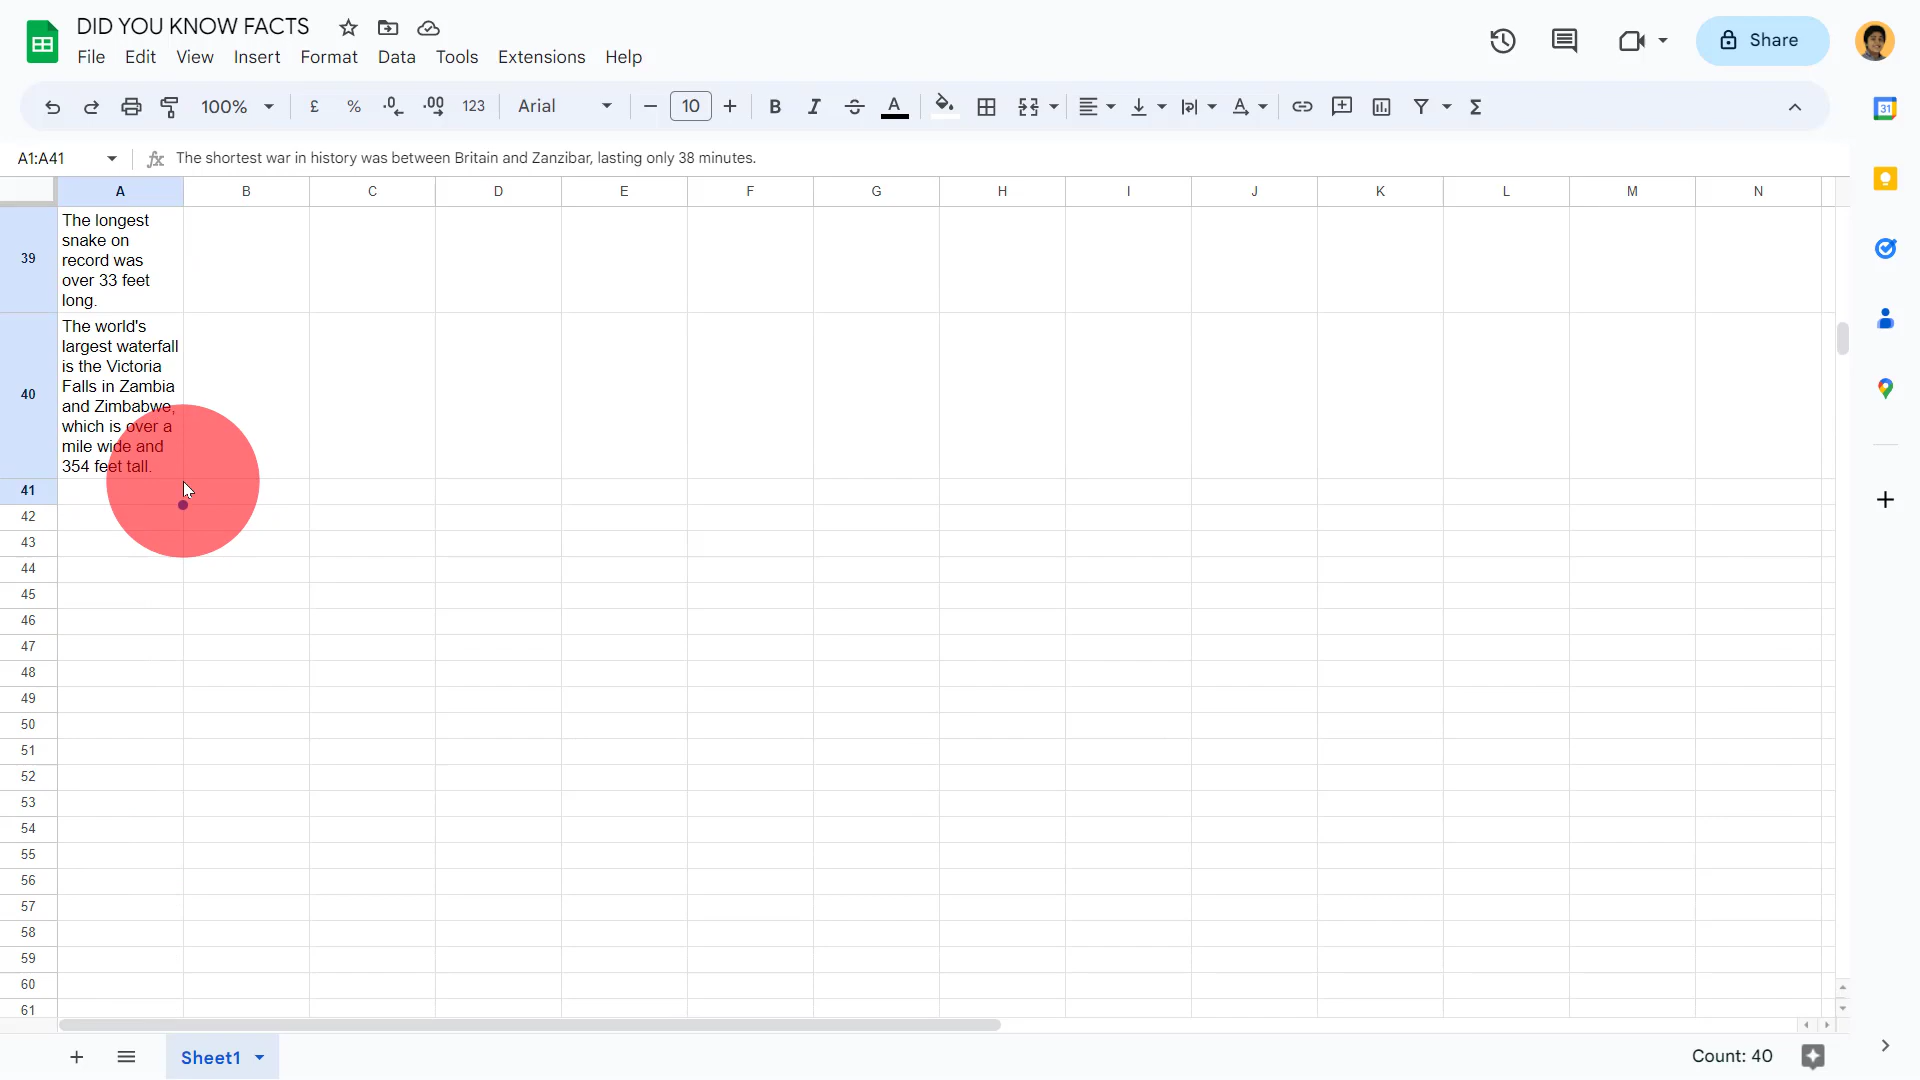 DID YOU KNOW FACTS
File Edit View Insert Format Data Tools Extensions Help
Share
100% £ % .0 .00 123 Arial 10 B I A A Σ
31
A1:A41 fx The shortest war in history was between Britain and Zanzibar, lasting only 38 minutes.
A B C D E F G H I J K L M N
The longest
snake on
39 record was
over 33 feet
long.
The world's
largest waterfall
is the Victoria
40 Falls in Zambia
and Zimbabwe,
which is over a
mile wide and
354 feet tall.
41
42
43
44
45
46
47
48
49
50
51
52
53
54
55
56
57
58
59
60
61
Sheet1
Count: 40